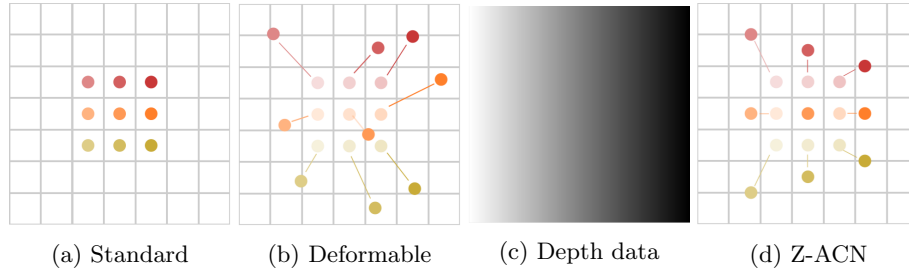 (a) Standard
(b) Deformable
(c) Depth data
(d) Z-ACN